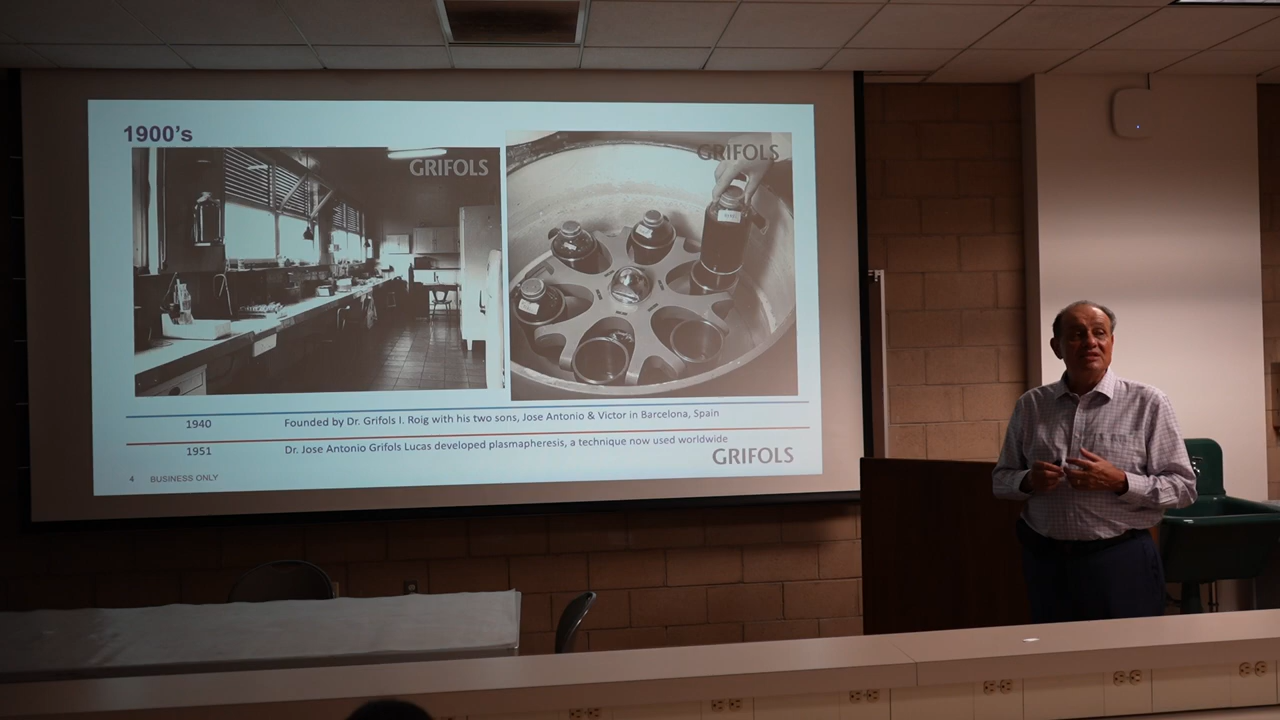 1900's
GRIFOLS
GRIFOLS
1940 Founded by Dr. Grifols I. Roig with his two sons, Jose Antonio & Victor in Barcelona, Spain
1951 Dr. Jose Antonio Grifols Lucas developed plasmapheresis, a technique now used worldwide
GRIFOLS
4 BUSINESS ONLY